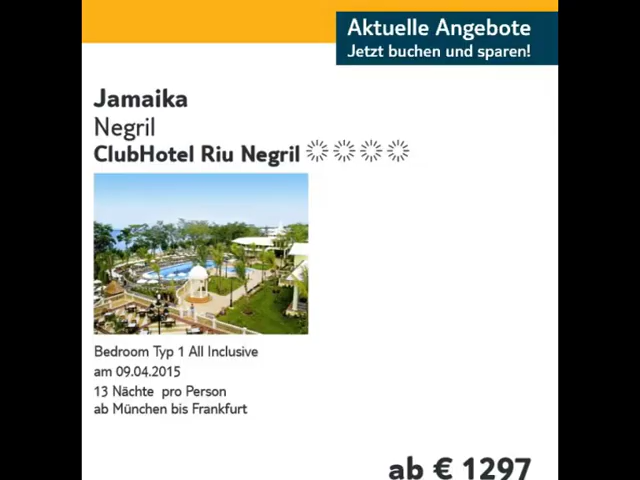 Aktuelle Angebote
Jetzt buchen und sparen!
Jamaika
Negril
ClubHotel Riu Negril
Bedroom Typ 1 All Inclusive
am 09.04.2015
13 Nächte pro Person
ab München bis Frankfurt
ab € 1297